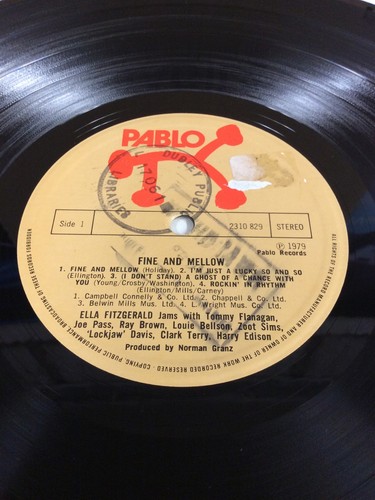 PABLO
DUDLEY PUBLIC
LIBRARIES
Side 1
2310 829
STEREO
℗ 1979
Pablo Records
FINE AND MELLOW
1. FINE AND MELLOW (Holiday). 2. I'M JUST A LUCKY SO AND SO
(Ellington). 3. (I DON'T STAND) A GHOST OF A CHANCE WITH
YOU (Young/Crosby/Washington). 4. ROCKIN' IN RHYTHM
(Ellington/Mills/Carney)
1. Campbell Connelly & Co. Ltd. 2. Chappell & Co. Ltd.
3. Belwin Mills Mus. Ltd. 4. L. Wright Mus. Co. Ltd.
ELLA FITZGERALD Jams with Tommy Flanagan,
Joe Pass, Ray Brown, Louie Bellson, Zoot Sims,
'Lockjaw' Davis, Clark Terry, Harry Edison
Produced by Norman Granz
ALL RIGHTS OF THE RECORD MANUFACTURER AND OF THE OWNER OF THE WORK RECORDED RESERVED · COPYING, PUBLIC PERFORMANCE